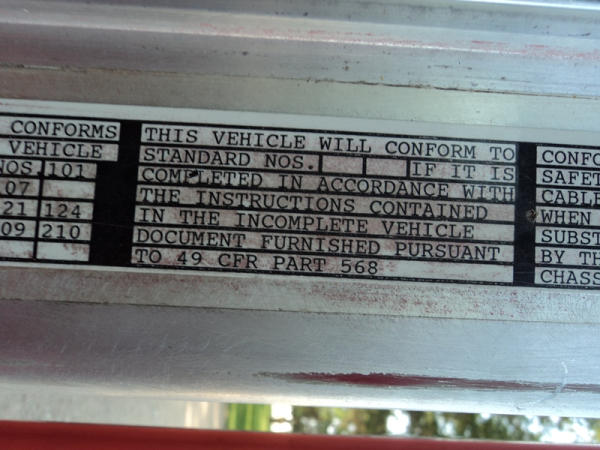 CONFORMS
VEHICLE
NOS. 101
07
21 124
09 210
THIS VEHICLE WILL CONFORM TO
STANDARD NOS. IF IT IS
COMPLETED IN ACCORDANCE WITH
THE INSTRUCTIONS CONTAINED
IN THE INCOMPLETE VEHICLE
DOCUMENT FURNISHED PURSUANT
TO 49 CFR PART 568
CONFO
SAFET
CABLE
WHEN
SUBST
BY TH
CHASS